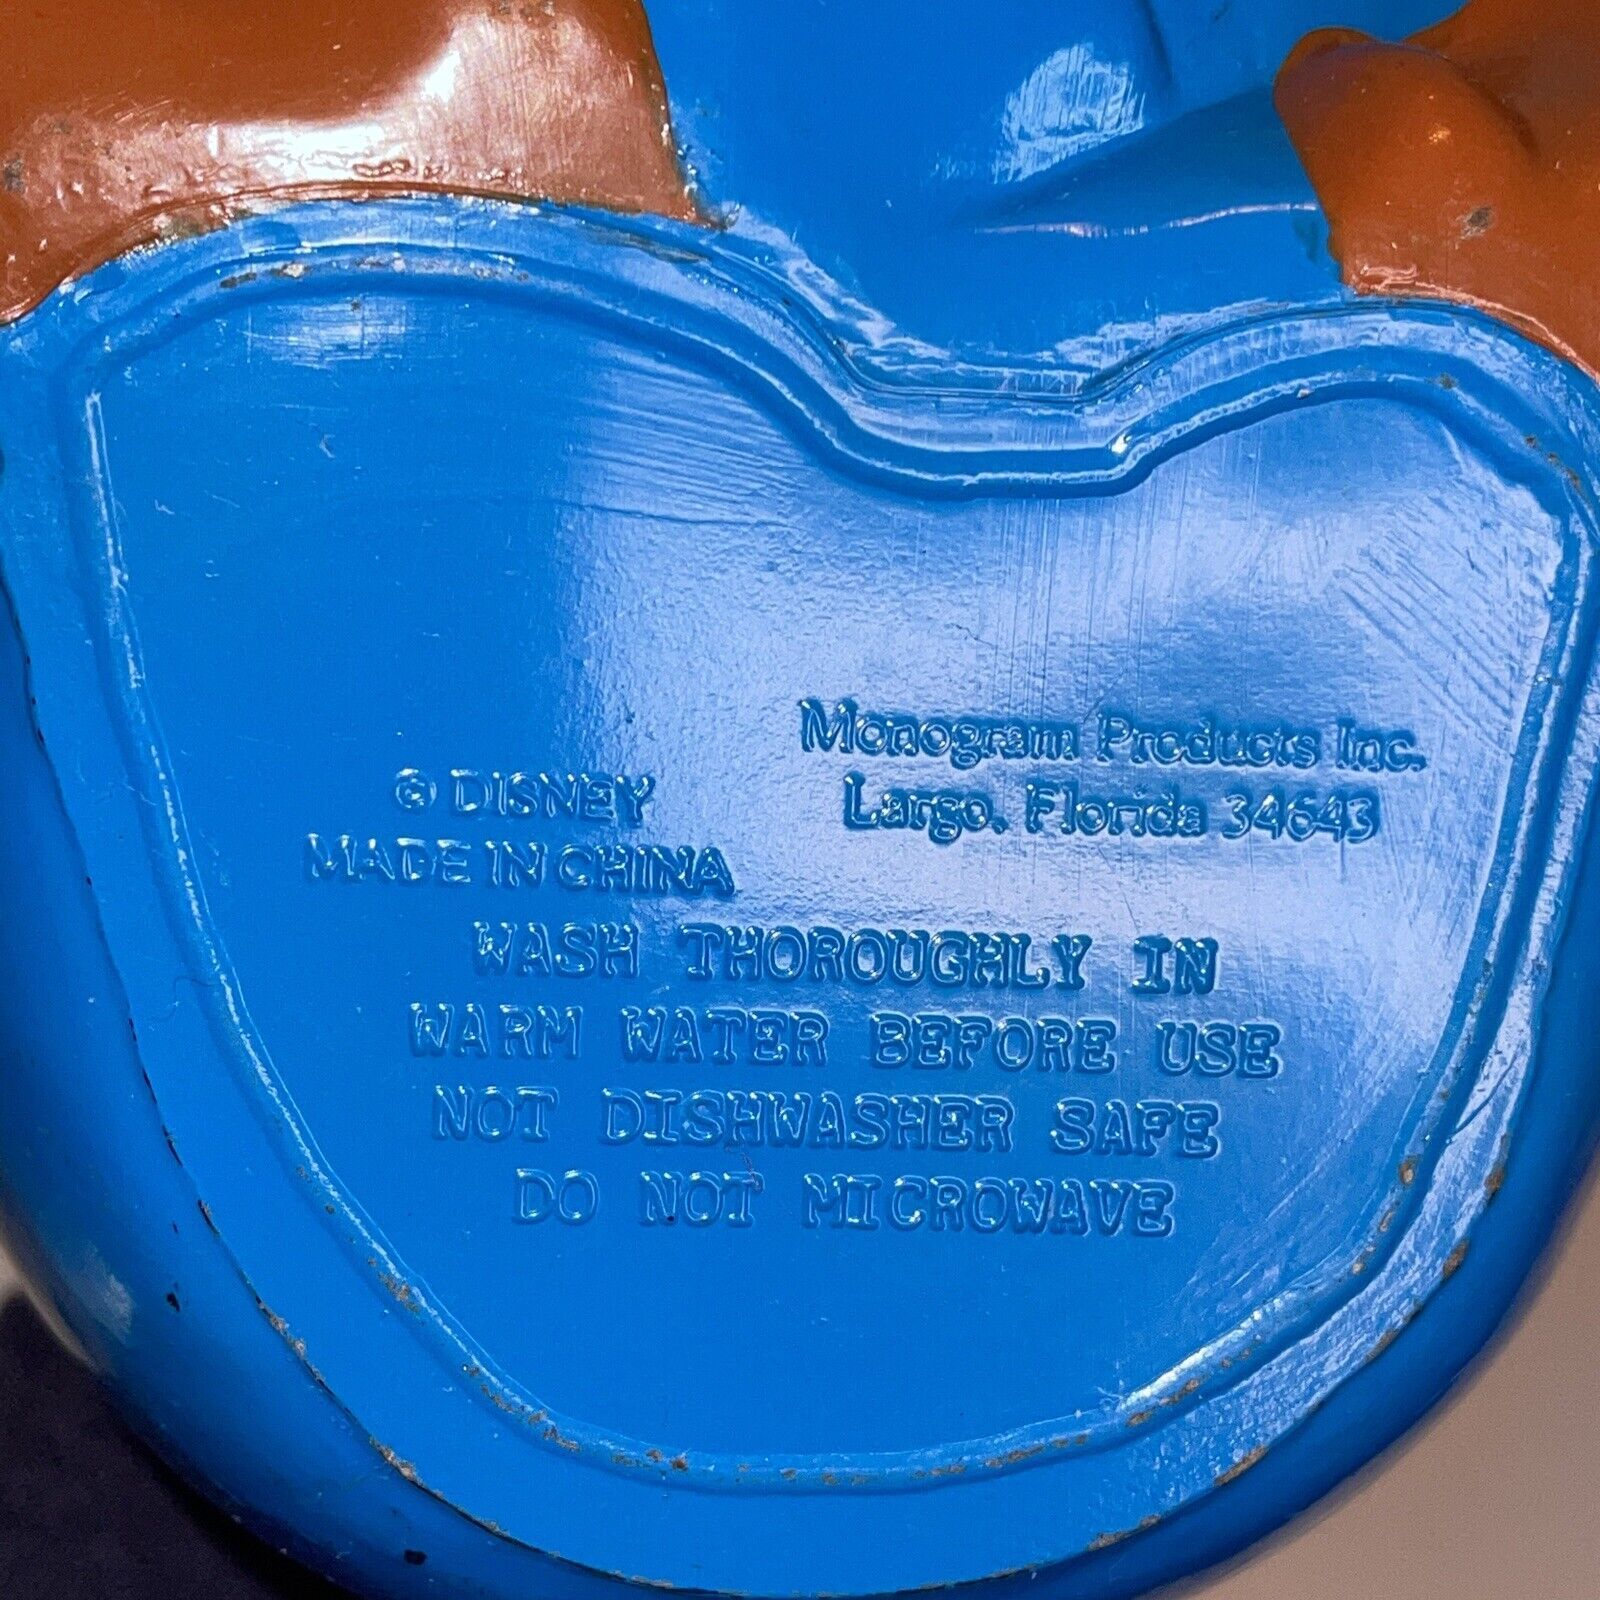 Monogram Products Inc.
Largo, Florida 34643
© DISNEY
MADE IN CHINA
WASH THOROUGHLY IN
WARM WATER BEFORE USE
NOT DISHWASHER SAFE
DO NOT MICROWAVE